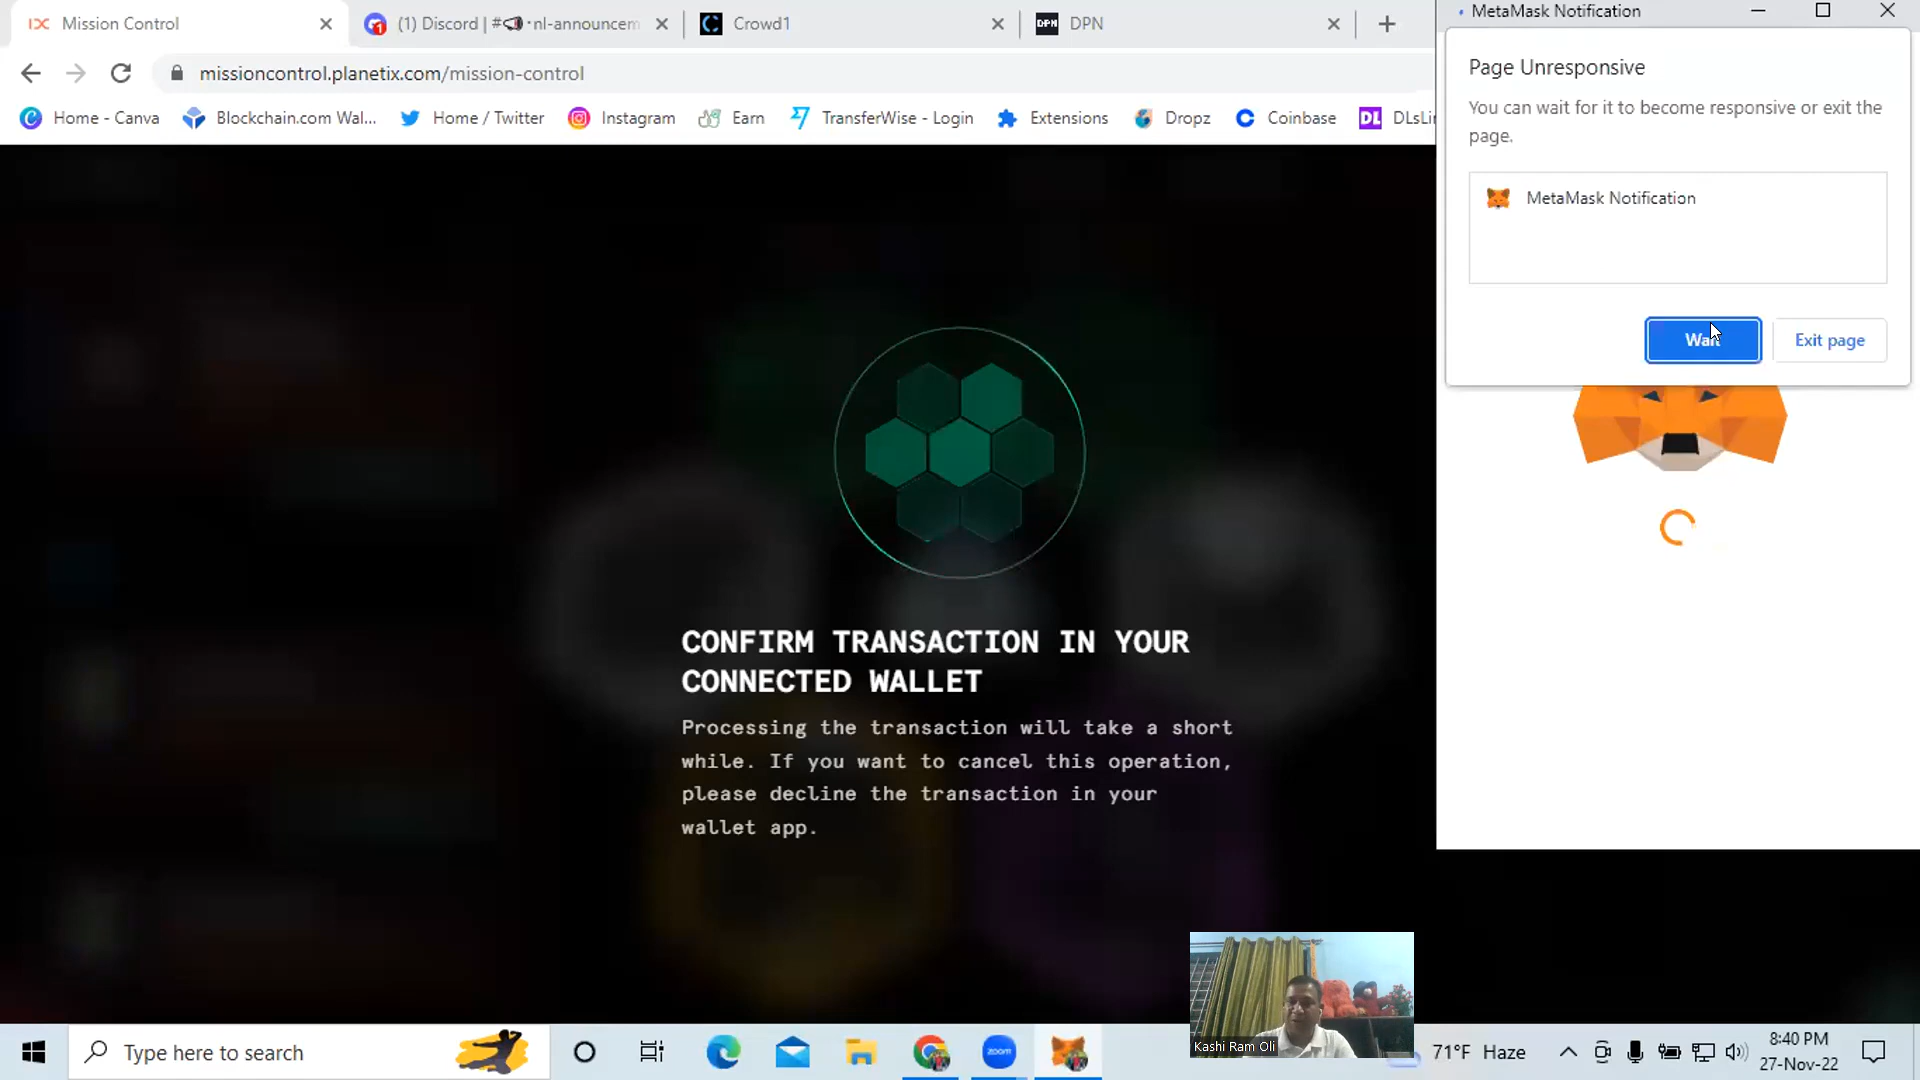 Mission Control
(1) Discord | # nl-announcem
Crowd1
DPN
DPN
missioncontrol.planetix.com/mission-control
Home - Canva
Blockchain.com Wal...
Home / Twitter
Instagram
Earn
TransferWise - Login
Extensions
Dropz
Coinbase
DL
DLsLin
MetaMask Notification
Page Unresponsive
You can wait for it to become responsive or exit the
page.
MetaMask Notification
Wait
Exit page
CONFIRM TRANSACTION IN YOUR
CONNECTED WALLET
Processing the transaction will take a short
while. If you want to cancel this operation,
please decline the transaction in your
wallet app.
Kashi Ram Oli
Type here to search
zoom
71°F Haze
8:40 PM
27-Nov-22